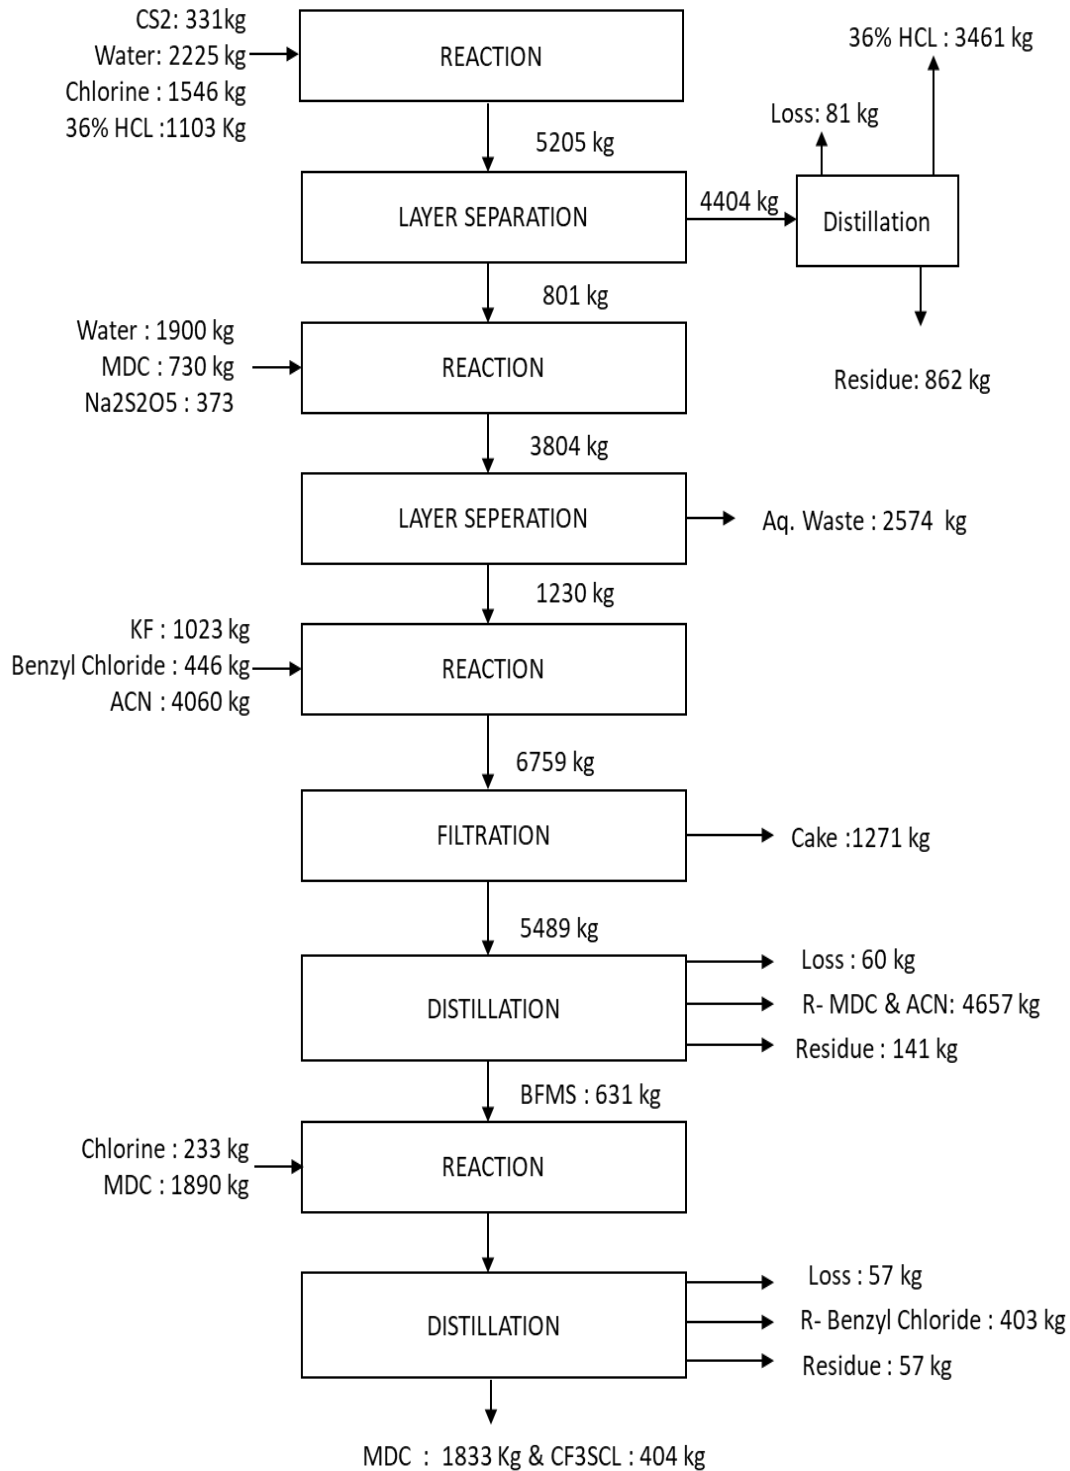 CS2: 331kg
Water: 2225 kg
Chlorine : 1546 kg
36% HCL :1103 Kg
REACTION
36% HCL : 3461 kg
Loss: 81 kg
5205 kg
LAYER SEPARATION
4404 kg
Distillation
801 kg
Residue: 862 kg
Water : 1900 kg
MDC : 730 kg
Na2S2O5 : 373
REACTION
3804 kg
LAYER SEPERATION
Aq. Waste : 2574 kg
1230 kg
KF : 1023 kg
Benzyl Chloride : 446 kg
ACN : 4060 kg
REACTION
6759 kg
FILTRATION
Cake :1271 kg
5489 kg
DISTILLATION
Loss : 60 kg
R- MDC & ACN: 4657 kg
Residue : 141 kg
BFMS : 631 kg
Chlorine : 233 kg
MDC : 1890 kg
REACTION
DISTILLATION
Loss : 57 kg
R- Benzyl Chloride : 403 kg
Residue : 57 kg
MDC : 1833 Kg & CF3SCL : 404 kg